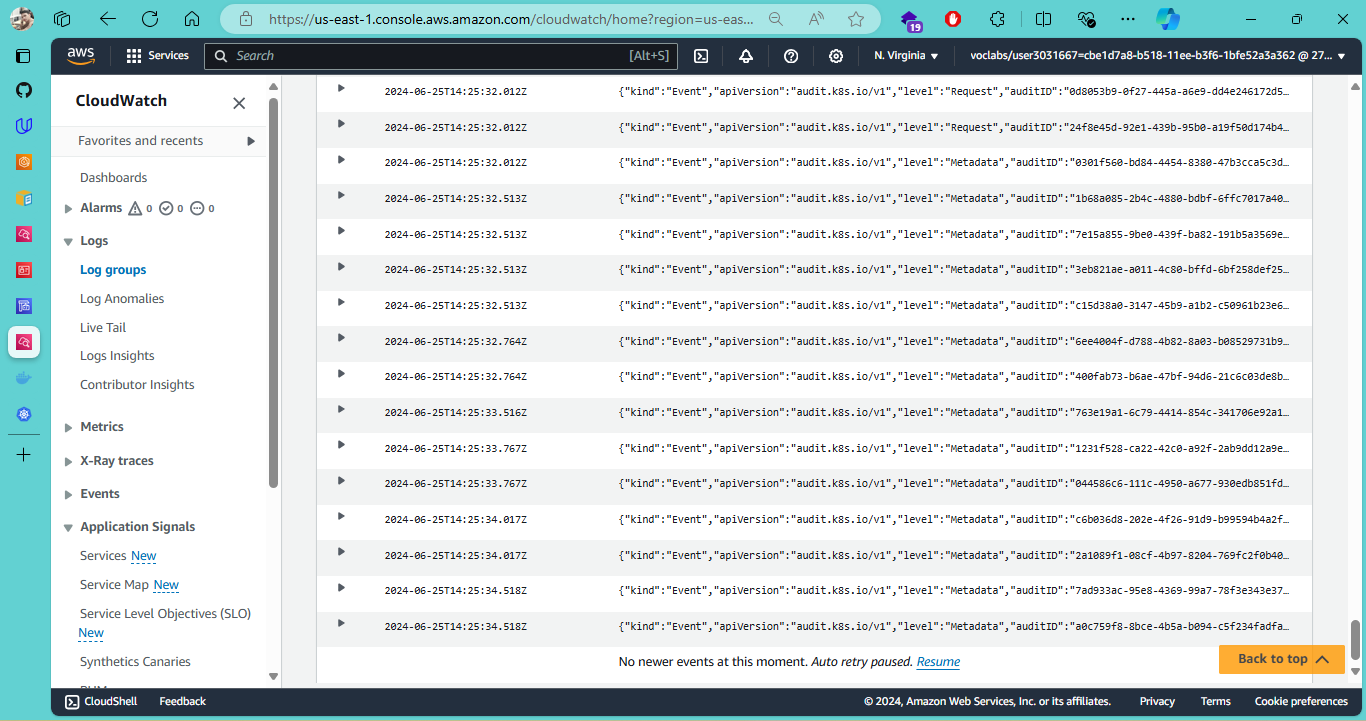 https://us-east-1.console.aws.amazon.com/cloudwatch/home?region=us-eas...
19
aws Services Search [Alt+S] N. Virginia voclabs/user3031667=cbe1d7a8-b518-11ee-b3f6-1bfe52a3a362 @ 27...
CloudWatch
Favorites and recents
Dashboards
Alarms 0 0 0
Logs
Log groups
Log Anomalies
Live Tail
Logs Insights
Contributor Insights
Metrics
X-Ray traces
Events
Application Signals
Services New
Service Map New
Service Level Objectives (SLO)
New
Synthetics Canaries
2024-06-25T14:25:32.012Z {"kind":"Event","apiVersion":"audit.k8s.io/v1","level":"Request","auditID":"0d8053b9-0f27-445a-a6e9-dd4e246172d5…
2024-06-25T14:25:32.012Z {"kind":"Event","apiVersion":"audit.k8s.io/v1","level":"Request","auditID":"24f8e45d-92e1-439b-95b0-a19f50d174b4…
2024-06-25T14:25:32.012Z {"kind":"Event","apiVersion":"audit.k8s.io/v1","level":"Metadata","auditID":"0301f560-bd84-4454-8380-47b3cca5c3d…
2024-06-25T14:25:32.513Z {"kind":"Event","apiVersion":"audit.k8s.io/v1","level":"Metadata","auditID":"1b68a085-2b4c-4880-bdbf-6ffc7017a40…
2024-06-25T14:25:32.513Z {"kind":"Event","apiVersion":"audit.k8s.io/v1","level":"Metadata","auditID":"7e15a855-9be0-439f-ba82-191b5a3569e…
2024-06-25T14:25:32.513Z {"kind":"Event","apiVersion":"audit.k8s.io/v1","level":"Metadata","auditID":"3eb821ae-a011-4c80-bffd-6bf258def25…
2024-06-25T14:25:32.513Z {"kind":"Event","apiVersion":"audit.k8s.io/v1","level":"Metadata","auditID":"c15d38a0-3147-45b9-a1b2-c50961b23e6…
2024-06-25T14:25:32.764Z {"kind":"Event","apiVersion":"audit.k8s.io/v1","level":"Metadata","auditID":"6ee4004f-d788-4b82-8a03-b08529731b9…
2024-06-25T14:25:32.764Z {"kind":"Event","apiVersion":"audit.k8s.io/v1","level":"Metadata","auditID":"400fab73-b6ae-47bf-94d6-21c6c03de8b…
2024-06-25T14:25:33.516Z {"kind":"Event","apiVersion":"audit.k8s.io/v1","level":"Metadata","auditID":"763e19a1-6c79-4414-854c-341706e92a1…
2024-06-25T14:25:33.767Z {"kind":"Event","apiVersion":"audit.k8s.io/v1","level":"Metadata","auditID":"1231f528-ca22-42c0-a92f-2ab9dd12a9e…
2024-06-25T14:25:33.767Z {"kind":"Event","apiVersion":"audit.k8s.io/v1","level":"Metadata","auditID":"044586c6-111c-4950-a677-930edb851fd…
2024-06-25T14:25:34.017Z {"kind":"Event","apiVersion":"audit.k8s.io/v1","level":"Metadata","auditID":"c6b036d8-202e-4f26-91d9-b99594b4a2f…
2024-06-25T14:25:34.017Z {"kind":"Event","apiVersion":"audit.k8s.io/v1","level":"Metadata","auditID":"2a1089f1-08cf-4b97-8204-769fc2f0b40…
2024-06-25T14:25:34.518Z {"kind":"Event","apiVersion":"audit.k8s.io/v1","level":"Metadata","auditID":"7ad933ac-95e8-4369-99a7-78f3e343e37…
2024-06-25T14:25:34.518Z {"kind":"Event","apiVersion":"audit.k8s.io/v1","level":"Metadata","auditID":"a0c759f8-8bce-4b5a-b094-c5f234fadfa…
No newer events at this moment. Auto retry paused. Resume
Back to top
CloudShell Feedback © 2024, Amazon Web Services, Inc. or its affiliates. Privacy Terms Cookie preferences